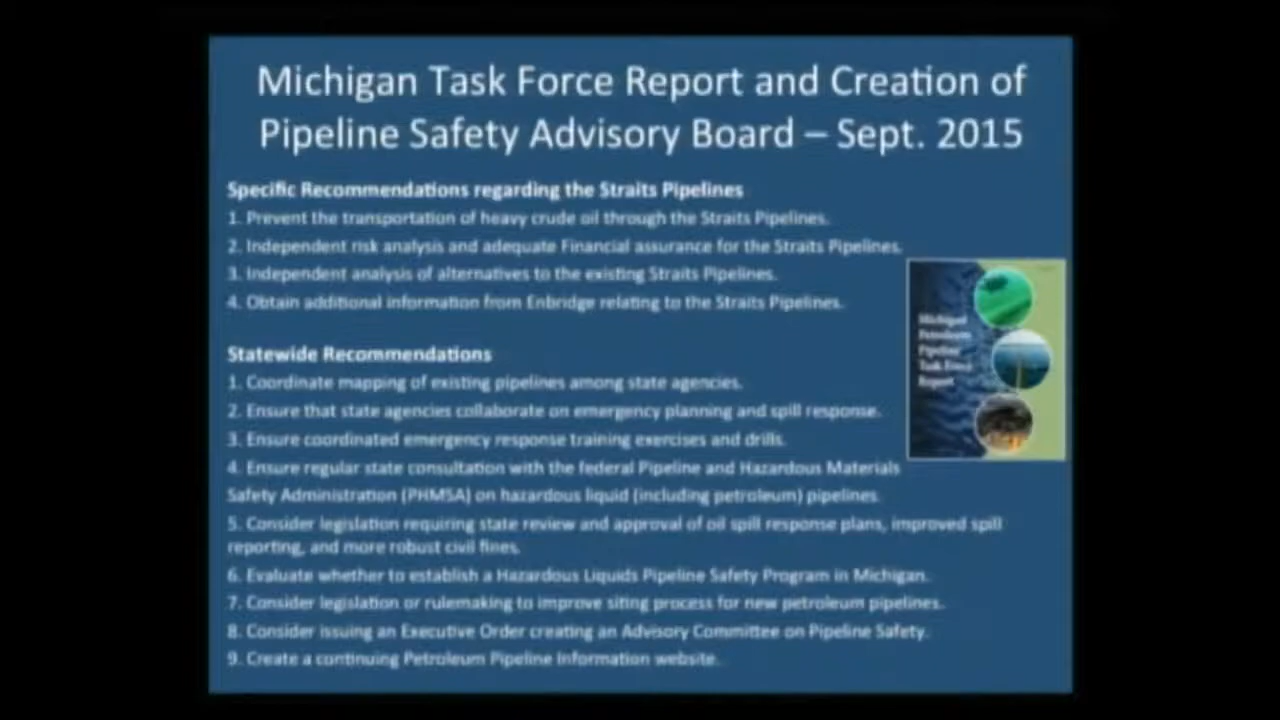 Michigan Task Force Report and Creation of
Pipeline Safety Advisory Board – Sept. 2015
Specific Recommendations regarding the Straits Pipelines
1. Prevent the transportation of heavy crude oil through the Straits Pipelines.
2. Independent risk analysis and adequate Financial assurance for the Straits Pipelines.
3. Independent analysis of alternatives to the existing Straits Pipelines.
4. Obtain additional information from Enbridge relating to the Straits Pipelines.
Statewide Recommendations
1. Coordinate mapping of existing pipelines among state agencies.
2. Ensure that state agencies collaborate on emergency planning and spill response.
3. Ensure coordinated emergency response training exercises and drills.
4. Ensure regular state consultation with the federal Pipeline and Hazardous Materials
Safety Administration (PHMSA) on hazardous liquid (including petroleum) pipelines.
5. Consider legislation requiring state review and approval of oil spill response plans, improved spill
reporting, and more robust civil fines.
6. Evaluate whether to establish a Hazardous Liquids Pipeline Safety Program in Michigan.
7. Consider legislation or rulemaking to improve siting process for new petroleum pipelines.
8. Consider issuing an Executive Order creating an Advisory Committee on Pipeline Safety.
9. Create a continuing Petroleum Pipeline Information website.
Michigan
Petroleum
Pipeline
Task Force
Report